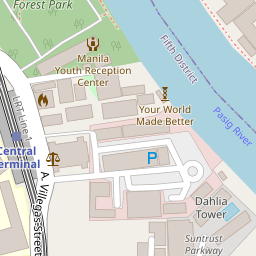 Forest Park
Manila
Youth Reception
Center
Fifth District
Your World
Made Better
Pasig River
LRT Line 1
Central
Terminal
P
A. Villegas Street
Dahlia
Tower
Suntrust
Parkway